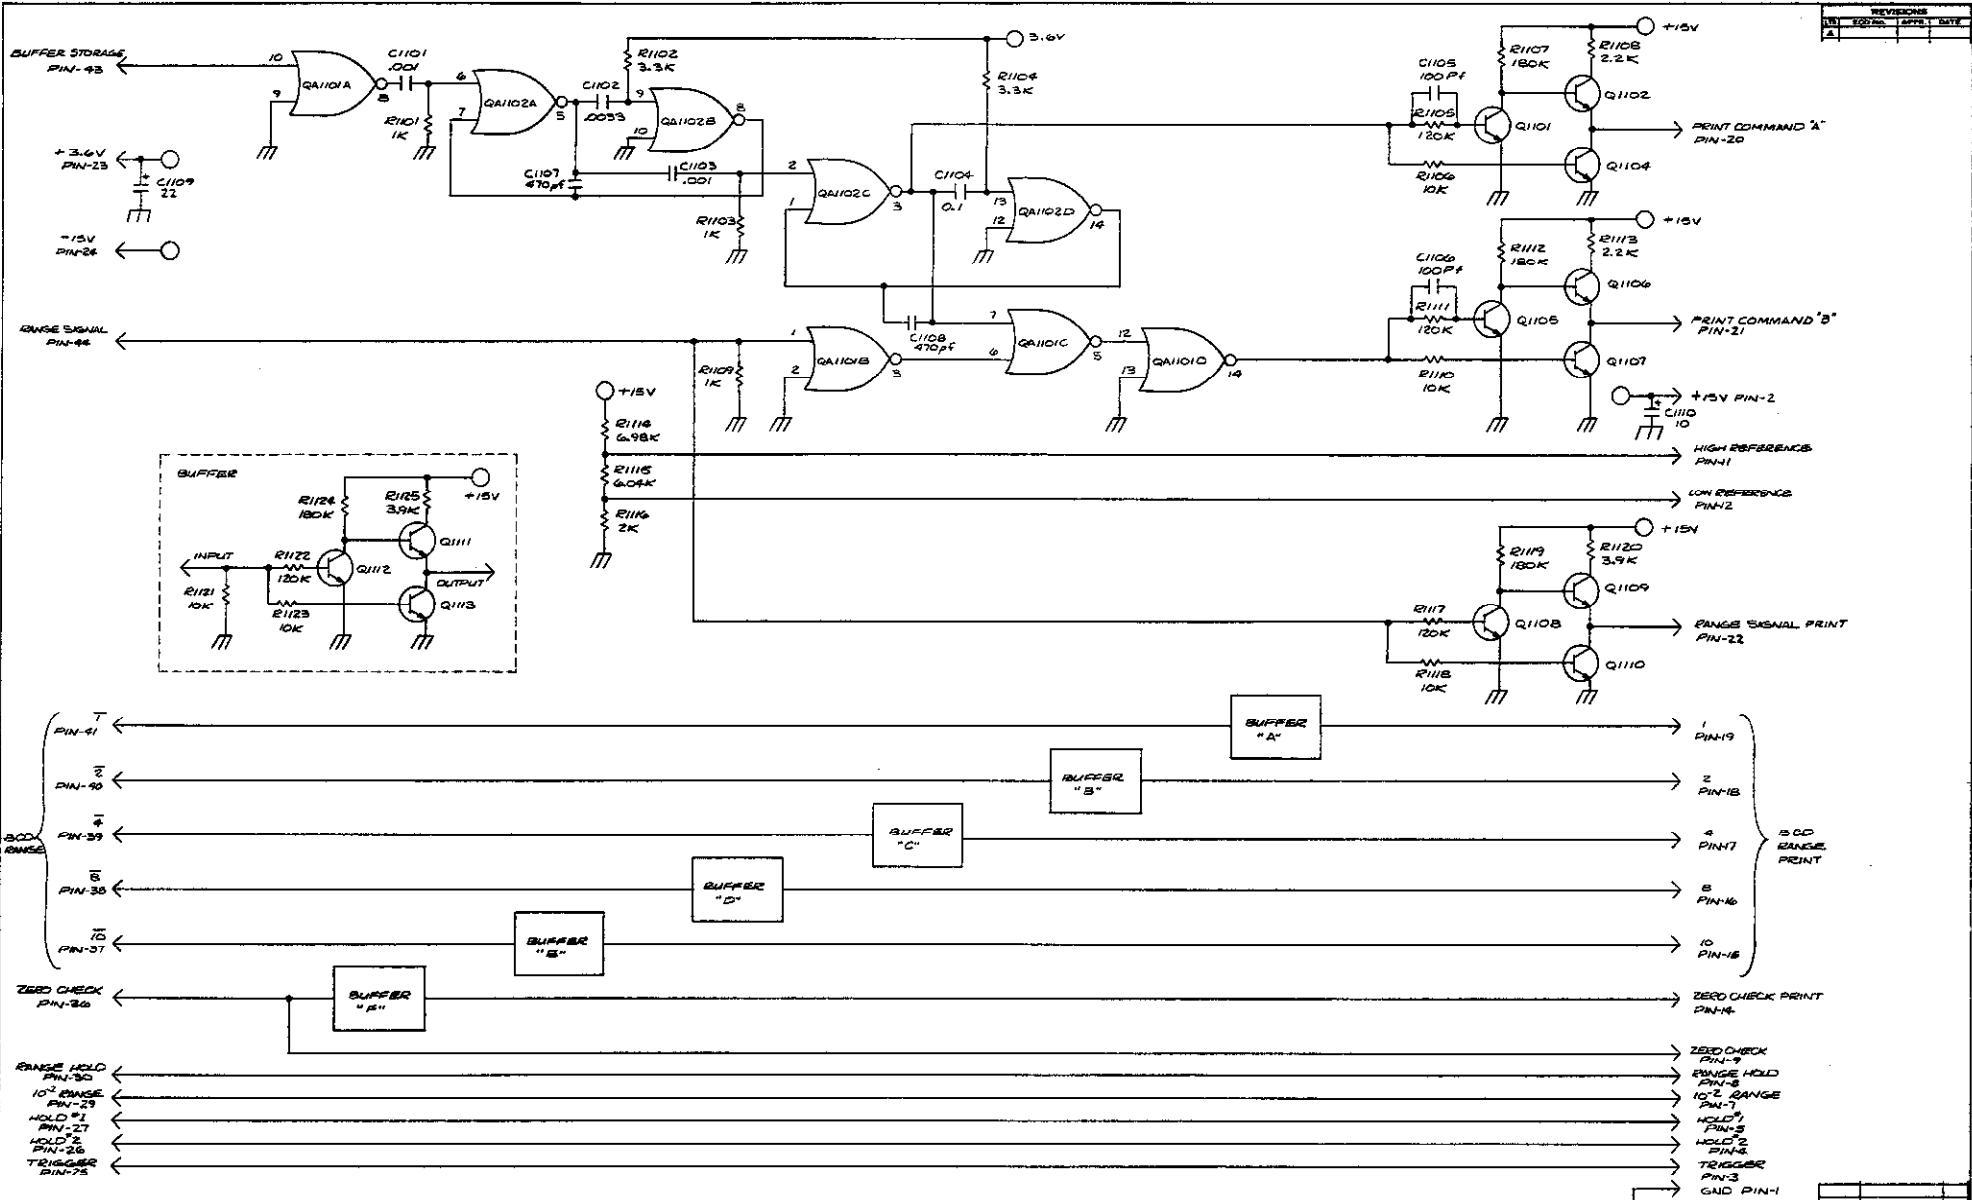 REVISIONS
LTR ECO NO. APPR. DATE
A
BUFFER STORAGE
PIN-43
10
9
QA1101A
8
C1101
.001
R1101
1K
6
7
QA1102A
5
C1102
.0033
R1102
3.3K
9
10
QA1102B
8
3.6V
R1104
3.3K
C1107
470pf
C1103
.001
R1103
1K
2
1
QA1102C
3
C1104
0.1
13
12
QA1102D
14
+3.6V
PIN-23
C1109
22
-15V
PIN-24
C1105
100Pf
R1105
120K
R1106
10K
R1107
180K
R1108
2.2K
+15V
Q1101
Q1102
Q1104
PRINT COMMAND "A"
PIN-20
RANGE SIGNAL
PIN-44
R1109
1K
1
2
QA1101B
3
C1108
470pf
7
6
QA1101C
5
12
13
QA1101D
14
C1106
100Pf
R1111
120K
R1110
10K
R1112
180K
R1113
2.2K
+15V
Q1105
Q1106
Q1107
PRINT COMMAND "B"
PIN-21
+15V PIN-2
C1110
10
+15V
R1114
6.98K
R1115
6.04K
R1116
2K
HIGH REFERENCE
PIN-11
LOW REFERENCE
PIN-12
BUFFER
R1124
180K
R1125
3.9K
+15V
INPUT
R1122
120K
R1121
10K
R1123
10K
Q1111
Q1112
Q1113
OUTPUT
R1119
180K
R1120
3.9K
+15V
R1117
120K
R1118
10K
Q1108
Q1109
Q1110
RANGE SIGNAL PRINT
PIN-22
BCD
RANGE
1
PIN-41
BUFFER
"A"
1
PIN-19
2
PIN-40
BUFFER
"B"
2
PIN-18
4
PIN-39
BUFFER
"C"
4
PIN-17
8
PIN-38
BUFFER
"D"
8
PIN-16
10
PIN-37
BUFFER
"E"
10
PIN-15
BCD
RANGE
PRINT
ZERO CHECK
PIN-36
BUFFER
"F"
ZERO CHECK PRINT
PIN-14
ZERO CHECK
PIN-9
RANGE HOLD
PIN-30
RANGE HOLD
PIN-8
10-2 RANGE
PIN-29
10-2 RANGE
PIN-7
HOLD #1
PIN-27
HOLD #1
PIN-5
HOLD #2
PIN-26
HOLD #2
PIN-4
TRIGGER
PIN-25
TRIGGER
PIN-3
GND PIN-1